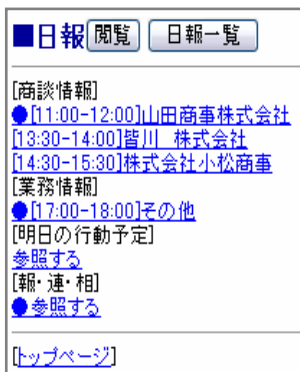 ■日報 閲覧 日報一覧
[商談情報]
●[11:00-12:00]山田商事株式会社
[13:30-14:00]皆川 株式会社
[14:30-15:30]株式会社小松商事
[業務情報]
●[17:00-18:00]その他
[明日の行動予定]
参照する
[報・連・相]
●参照する
[トップページ]